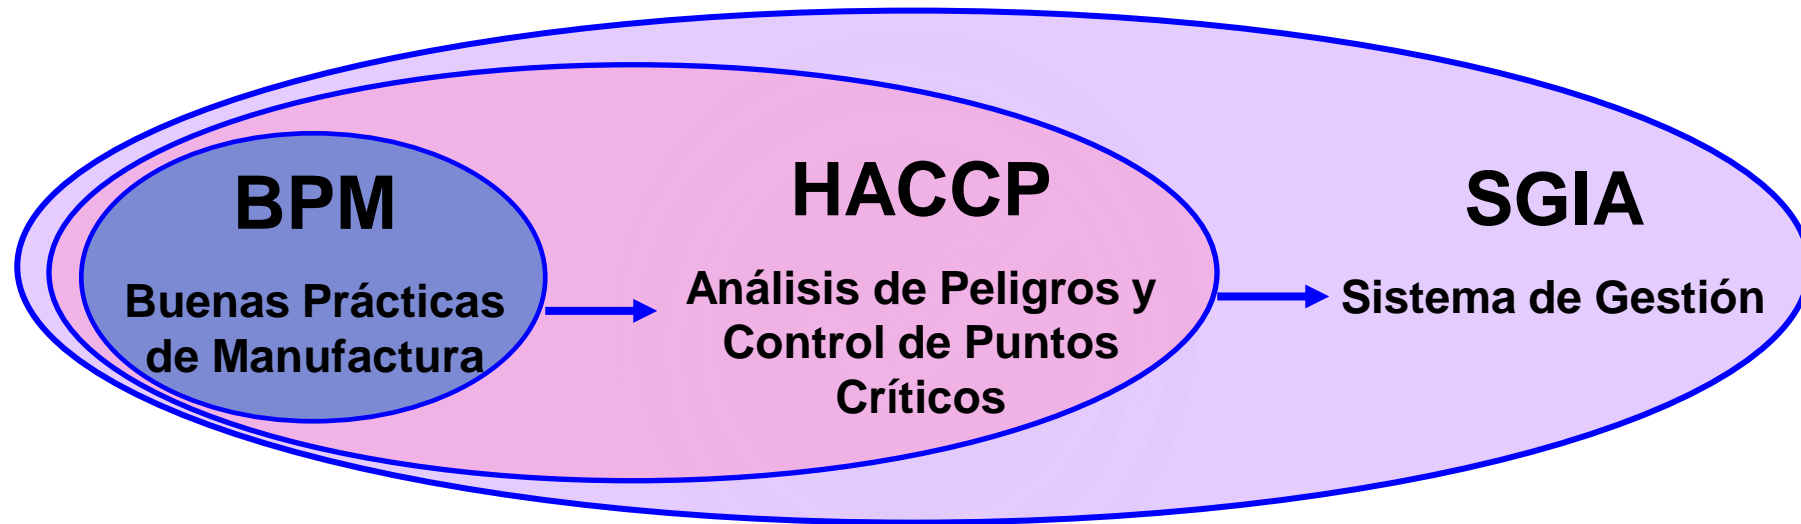 BPM
Buenas Prácticas
de Manufactura
HACCP
Análisis de Peligros y
Control de Puntos
Críticos
SGIA
Sistema de Gestión